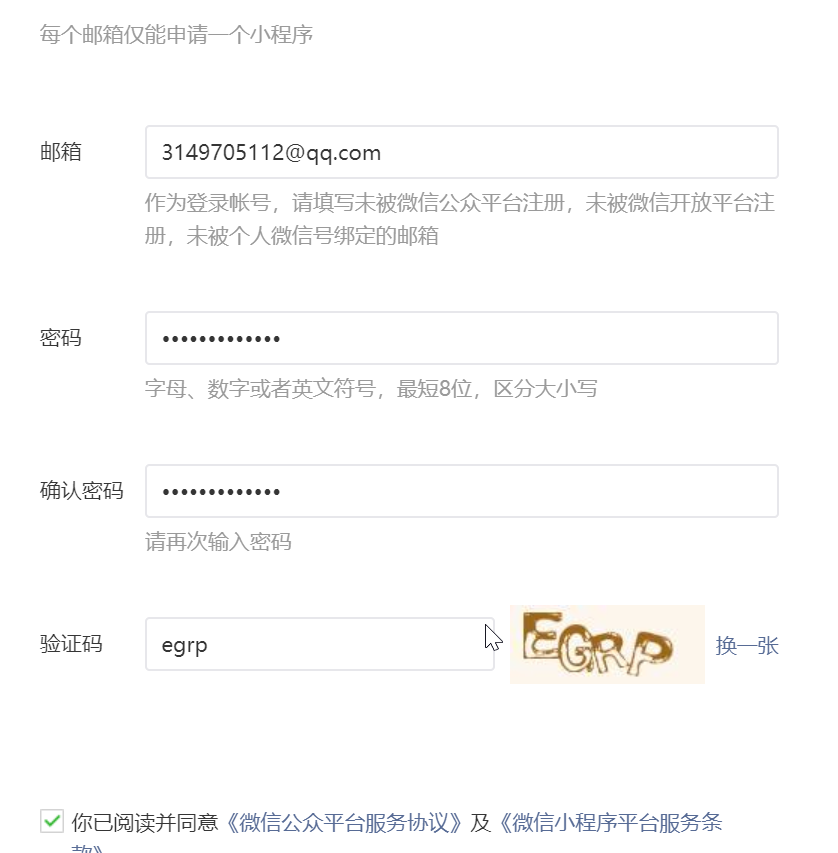 每个邮箱仅能申请一个小程序
邮箱
3149705112@qq.com
作为登录帐号，请填写未被微信公众平台注册，未被微信开放平台注
册，未被个人微信号绑定的邮箱
密码
•••••••••••••
字母、数字或者英文符号，最短8位，区分大小写
确认密码
•••••••••••••
请再次输入密码
验证码
egrp
EGRP
换一张
你已阅读并同意《微信公众平台服务协议》及《微信小程序平台服务条
款》